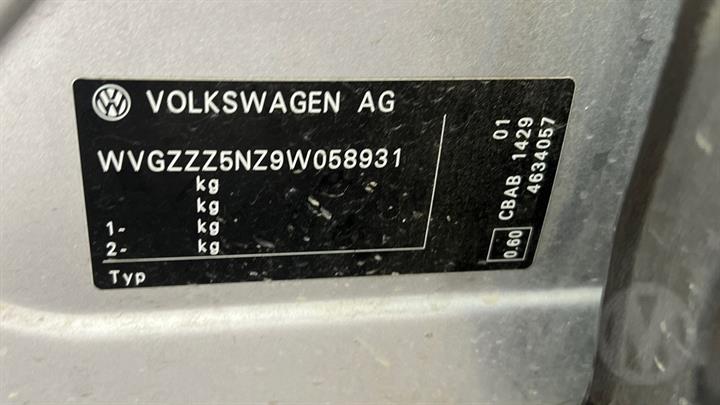 VOLKSWAGEN AG
WVGZZZ5NZ9W058931
kg
kg
1- kg
2- kg
Typ
01
0.60 CBAB 1429
4634057